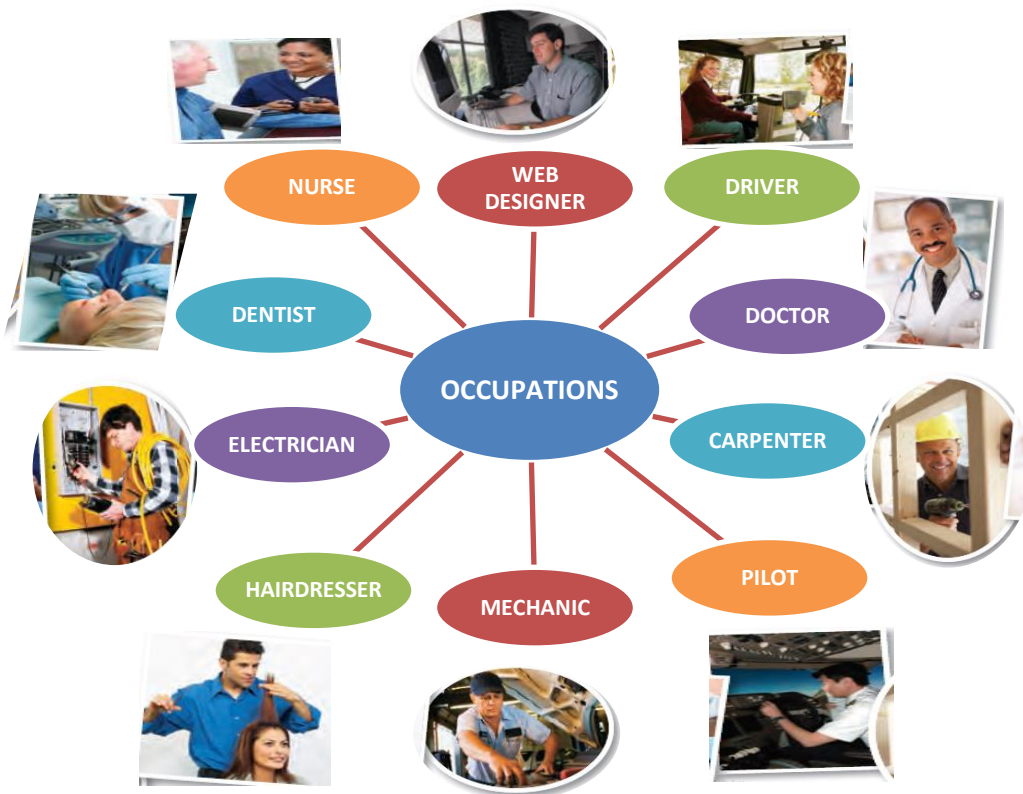 NURSE
WEB
DESIGNER
DRIVER
DENTIST
DOCTOR
OCCUPATIONS
ELECTRICIAN
CARPENTER
HAIRDRESSER
MECHANIC
PILOT